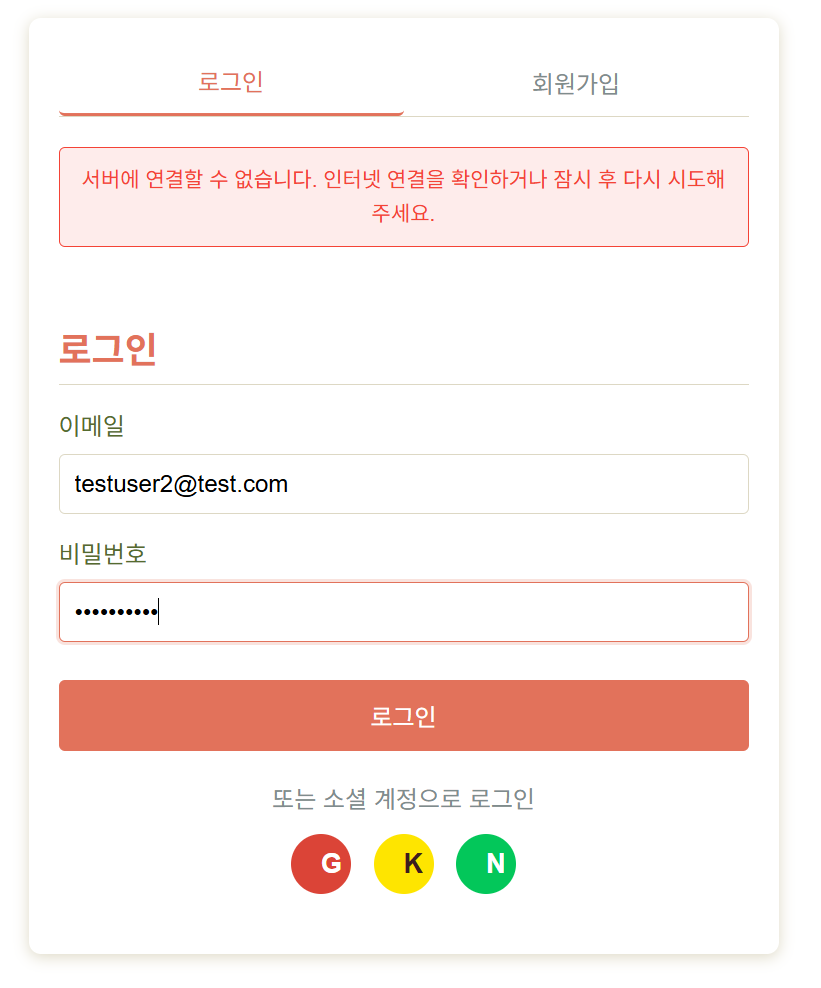 로그인
회원가입
서버에 연결할 수 없습니다. 인터넷 연결을 확인하거나 잠시 후 다시 시도해
주세요.
로그인
이메일
testuser2@test.com
비밀번호
••••••••••
로그인
또는 소셜 계정으로 로그인
G K N